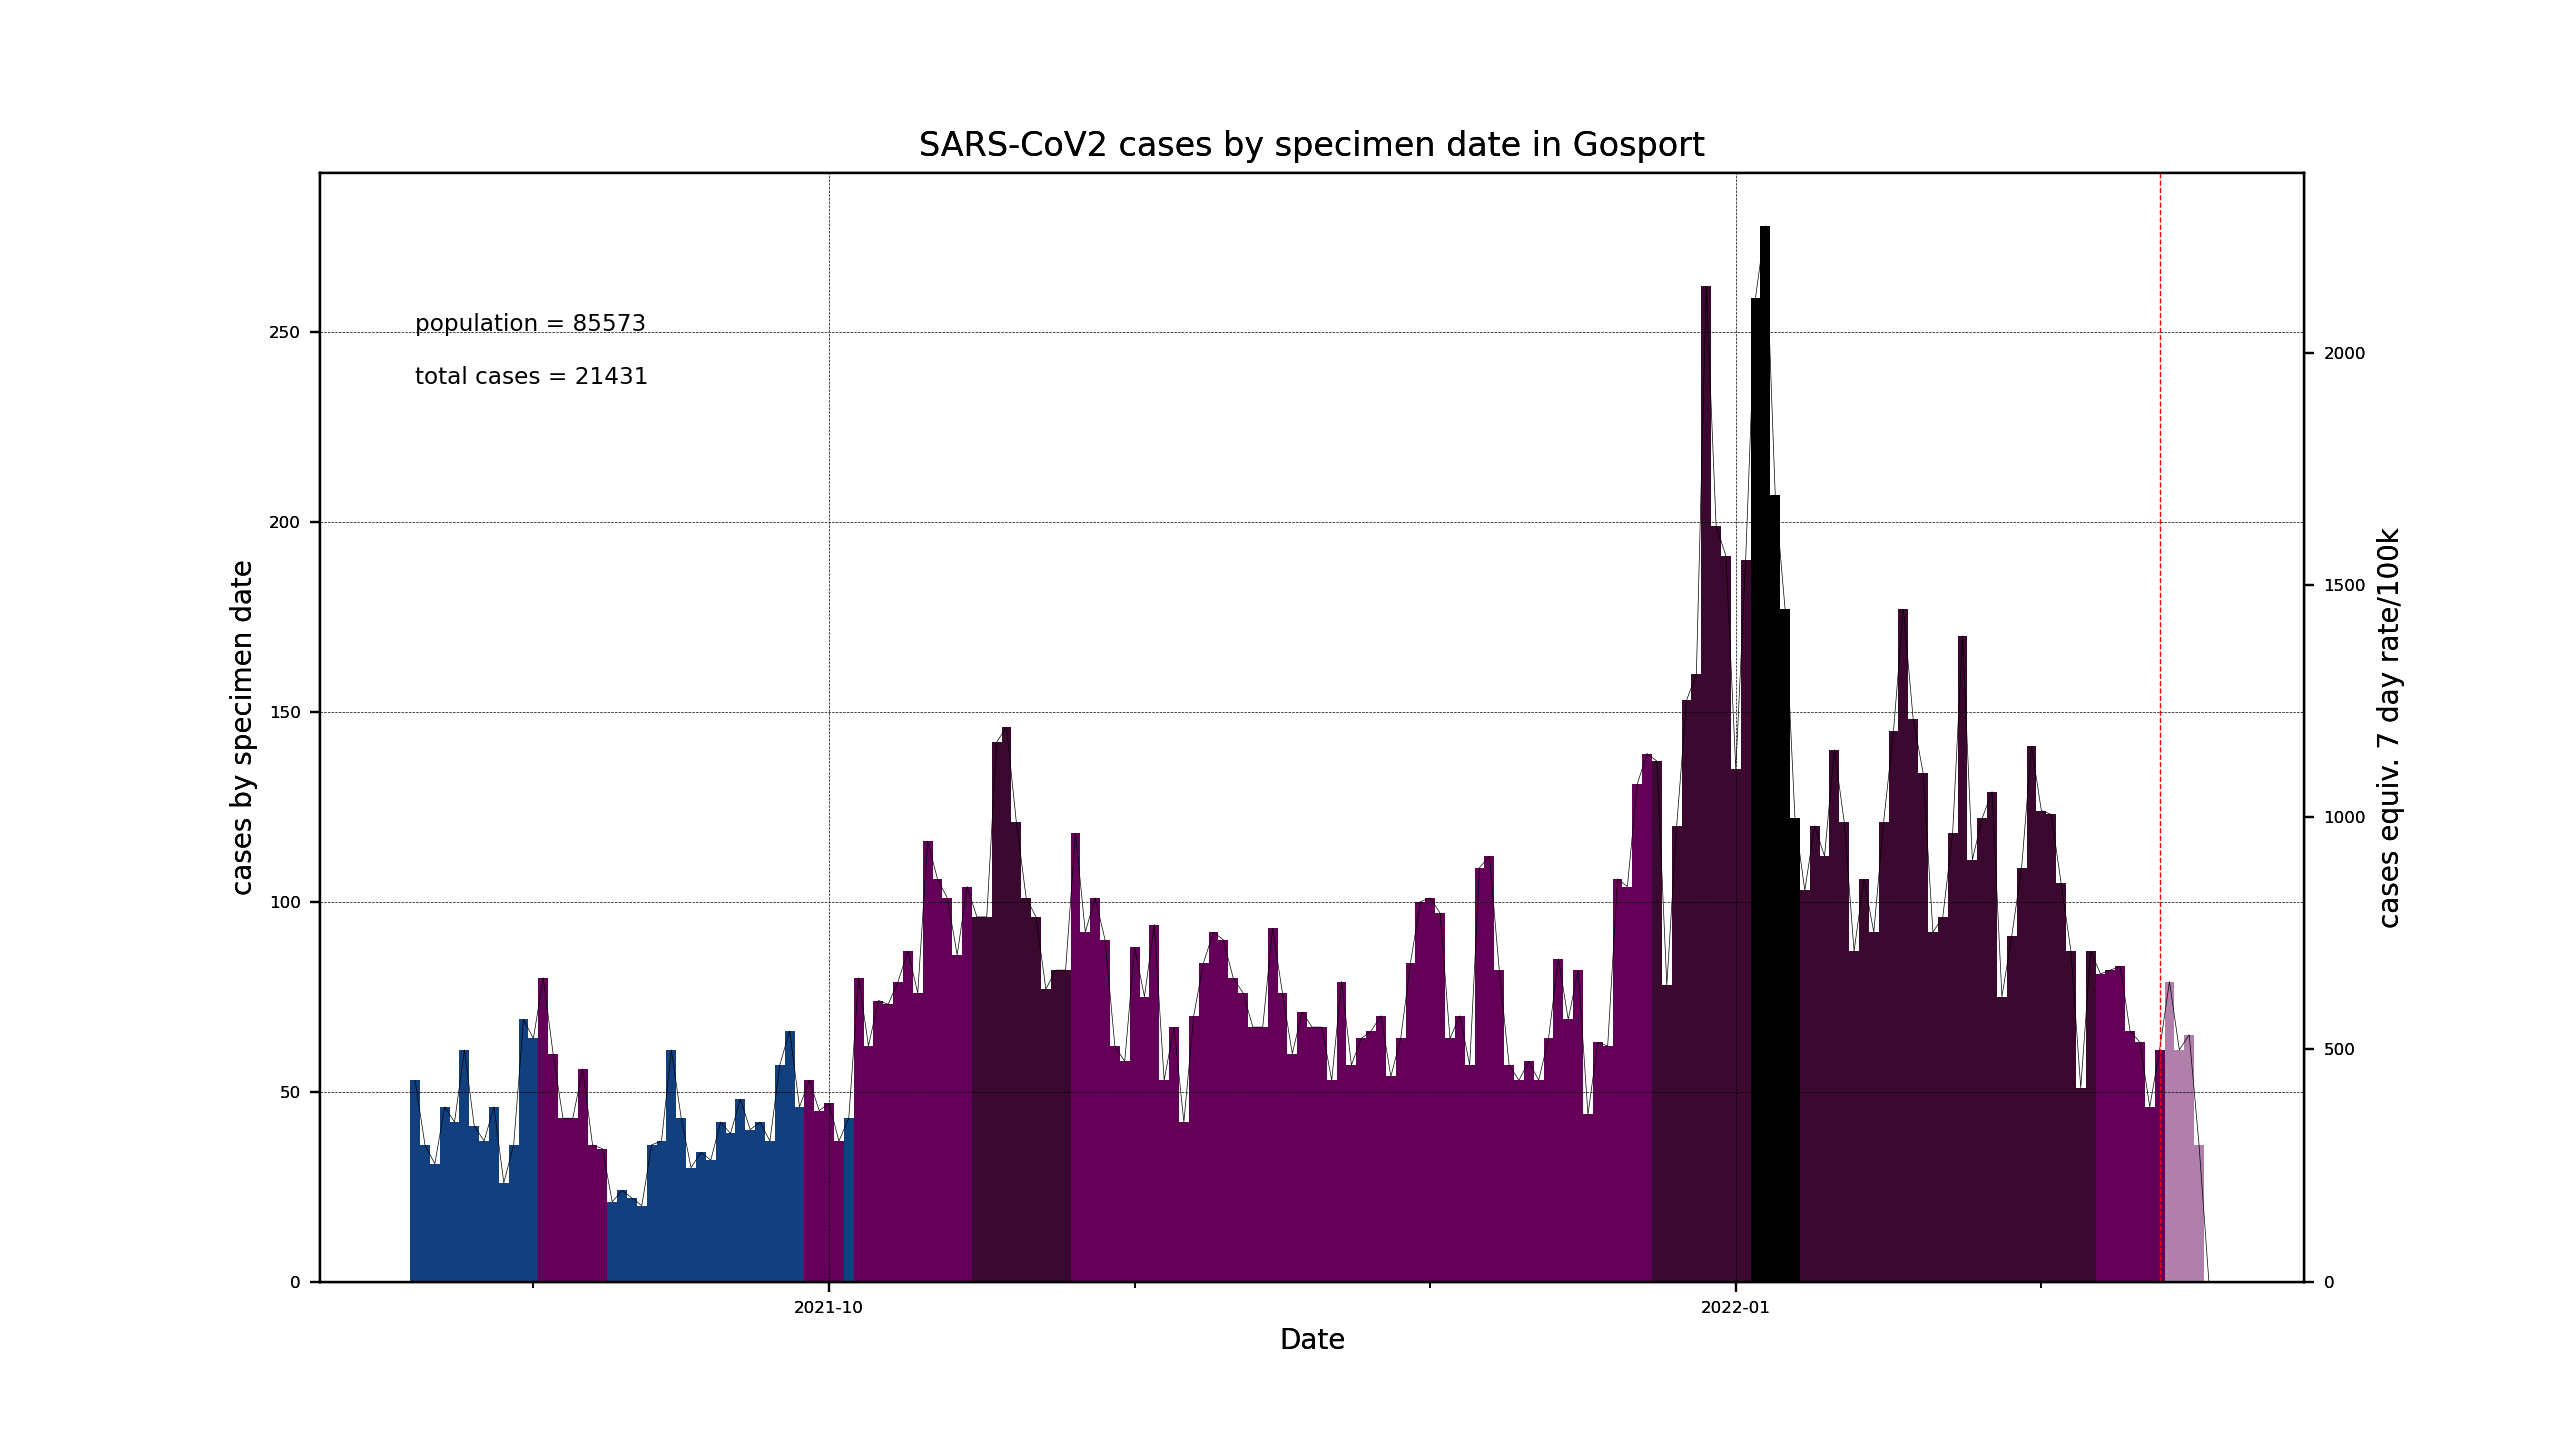 SARS-CoV2 cases by specimen date in Gosport
population = 85573
total cases = 21431
cases by specimen date
250
200
150
100
50
0
2000
1500
1000
500
0
cases equiv. 7 day rate/100k
2021-10
2022-01
Date